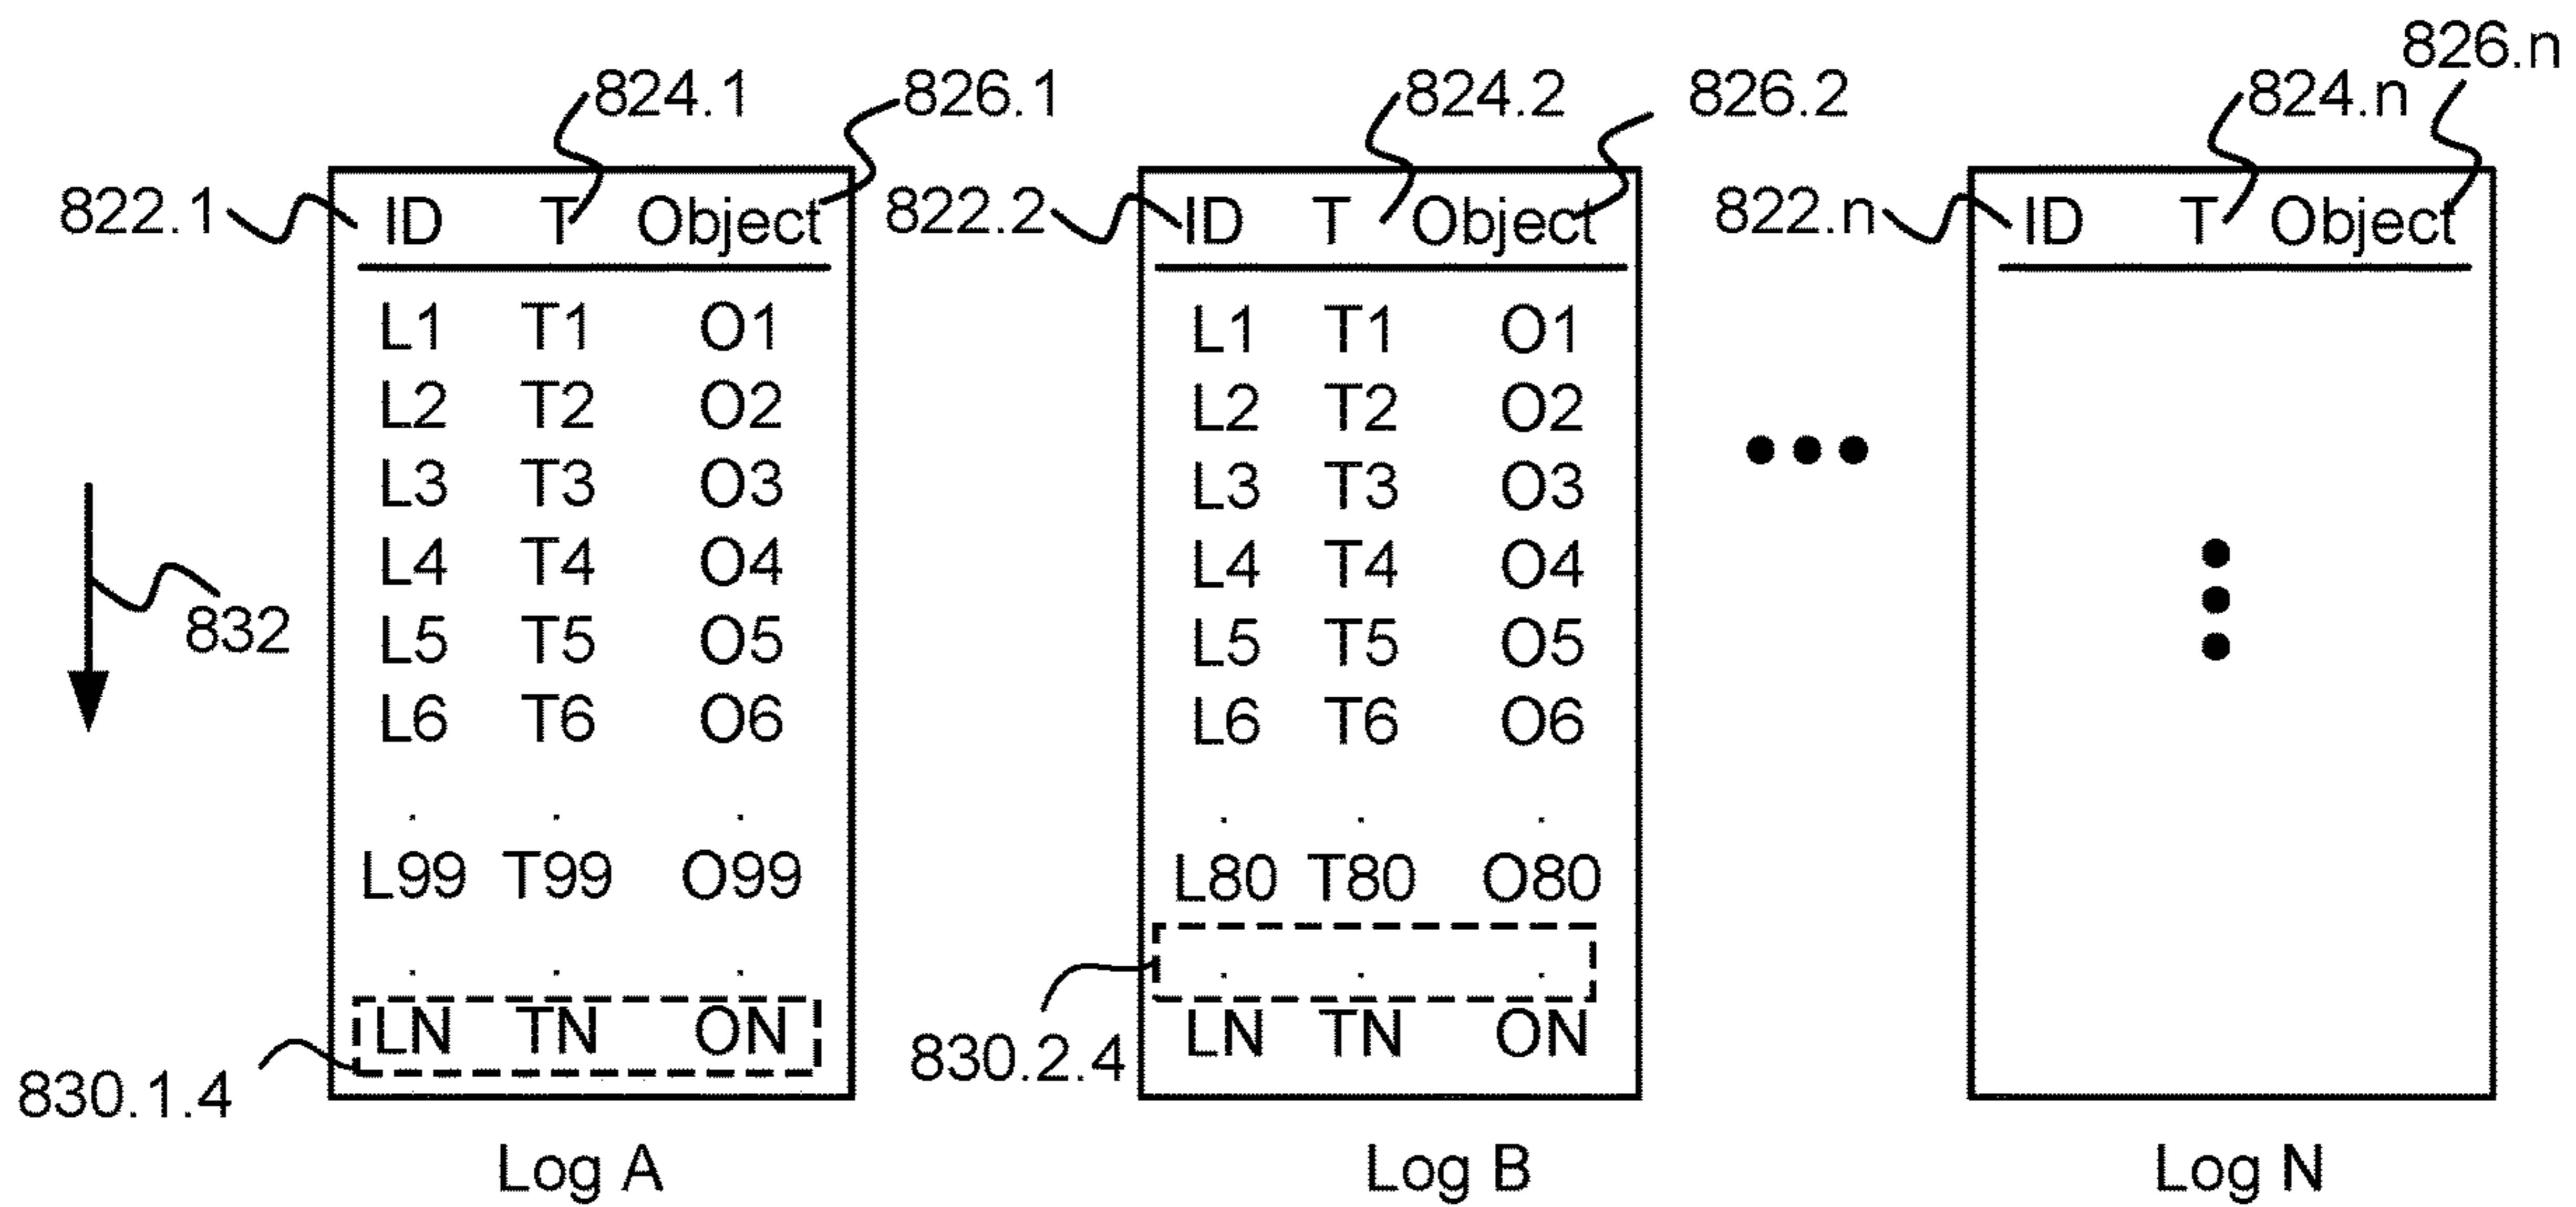 826.n
824.1 826.1 824.2 826.2 824.n
822.1 ID T Object 822.2 ID T Object 822.n ID T Object
L1 T1 O1 L1 T1 O1
L2 T2 O2 L2 T2 O2
L3 T3 O3 L3 T3 O3
L4 T4 O4 L4 T4 O4
832
L5 T5 O5 L5 T5 O5
L6 T6 O6 L6 T6 O6
L99 T99 O99 L80 T80 O80
LN TN ON LN TN ON
830.1.4 830.2.4
Log A Log B Log N